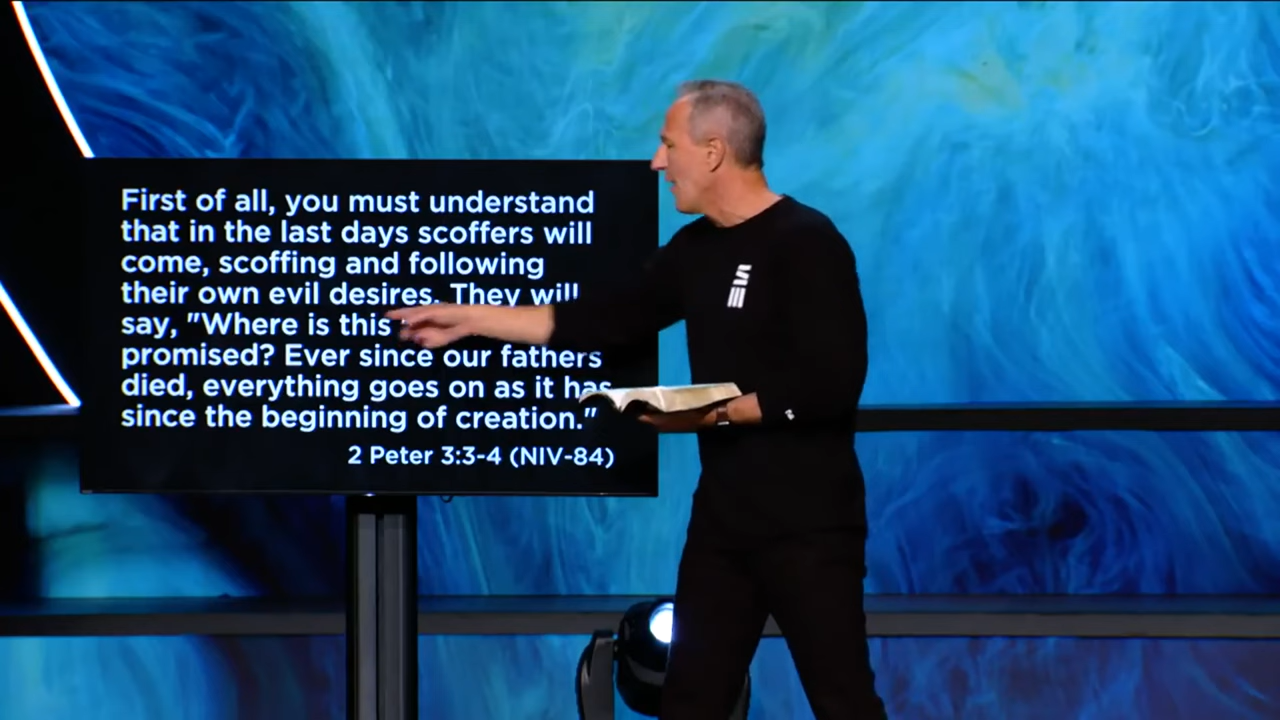 First of all, you must understand
that in the last days scoffers will
come, scoffing and following
their own evil desires. They will
say, "Where is this
promised? Ever since our fathers
died, everything goes on as it has
since the beginning of creation."
2 Peter 3:3-4 (NIV-84)